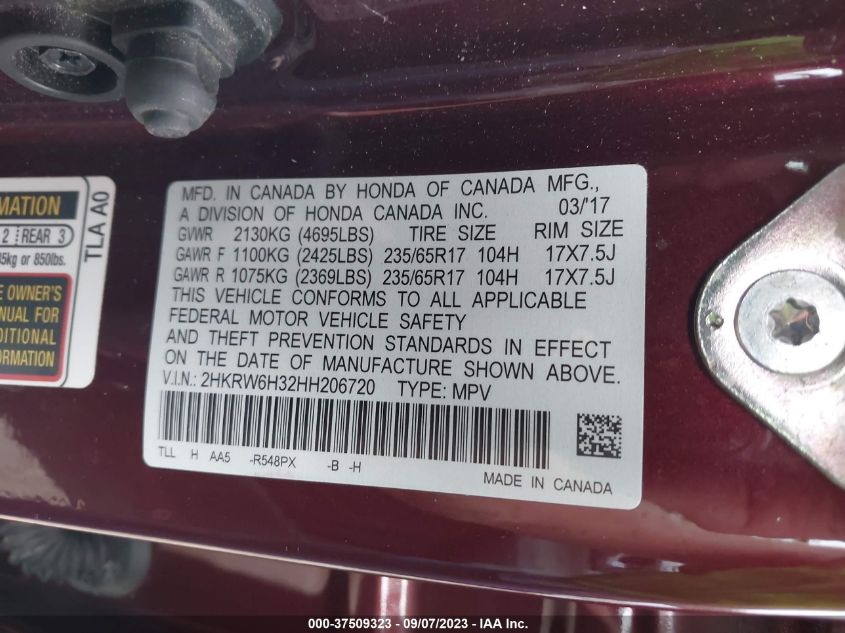 MATION
2 REAR 3
35kg or 850lbs.
E OWNER'S
MANUAL FOR
DITIONAL
FORMATION
TLA A0
MFD. IN CANADA BY HONDA OF CANADA MFG.,
A DIVISION OF HONDA CANADA INC. 03/'17
GVWR 2130KG (4695LBS) TIRE SIZE RIM SIZE
GAWR F 1100KG (2425LBS) 235/65R17 104H 17X7.5J
GAWR R 1075KG (2369LBS) 235/65R17 104H 17X7.5J
THIS VEHICLE CONFORMS TO ALL APPLICABLE
FEDERAL MOTOR VEHICLE SAFETY
AND THEFT PREVENTION STANDARDS IN EFFECT
ON THE DATE OF MANUFACTURE SHOWN ABOVE.
V.I.N.: 2HKRW6H32HH206720 TYPE: MPV
TLL H AA5 -R548PX -B -H
MADE IN CANADA
000-37509323 - 09/07/2023 - IAA Inc.